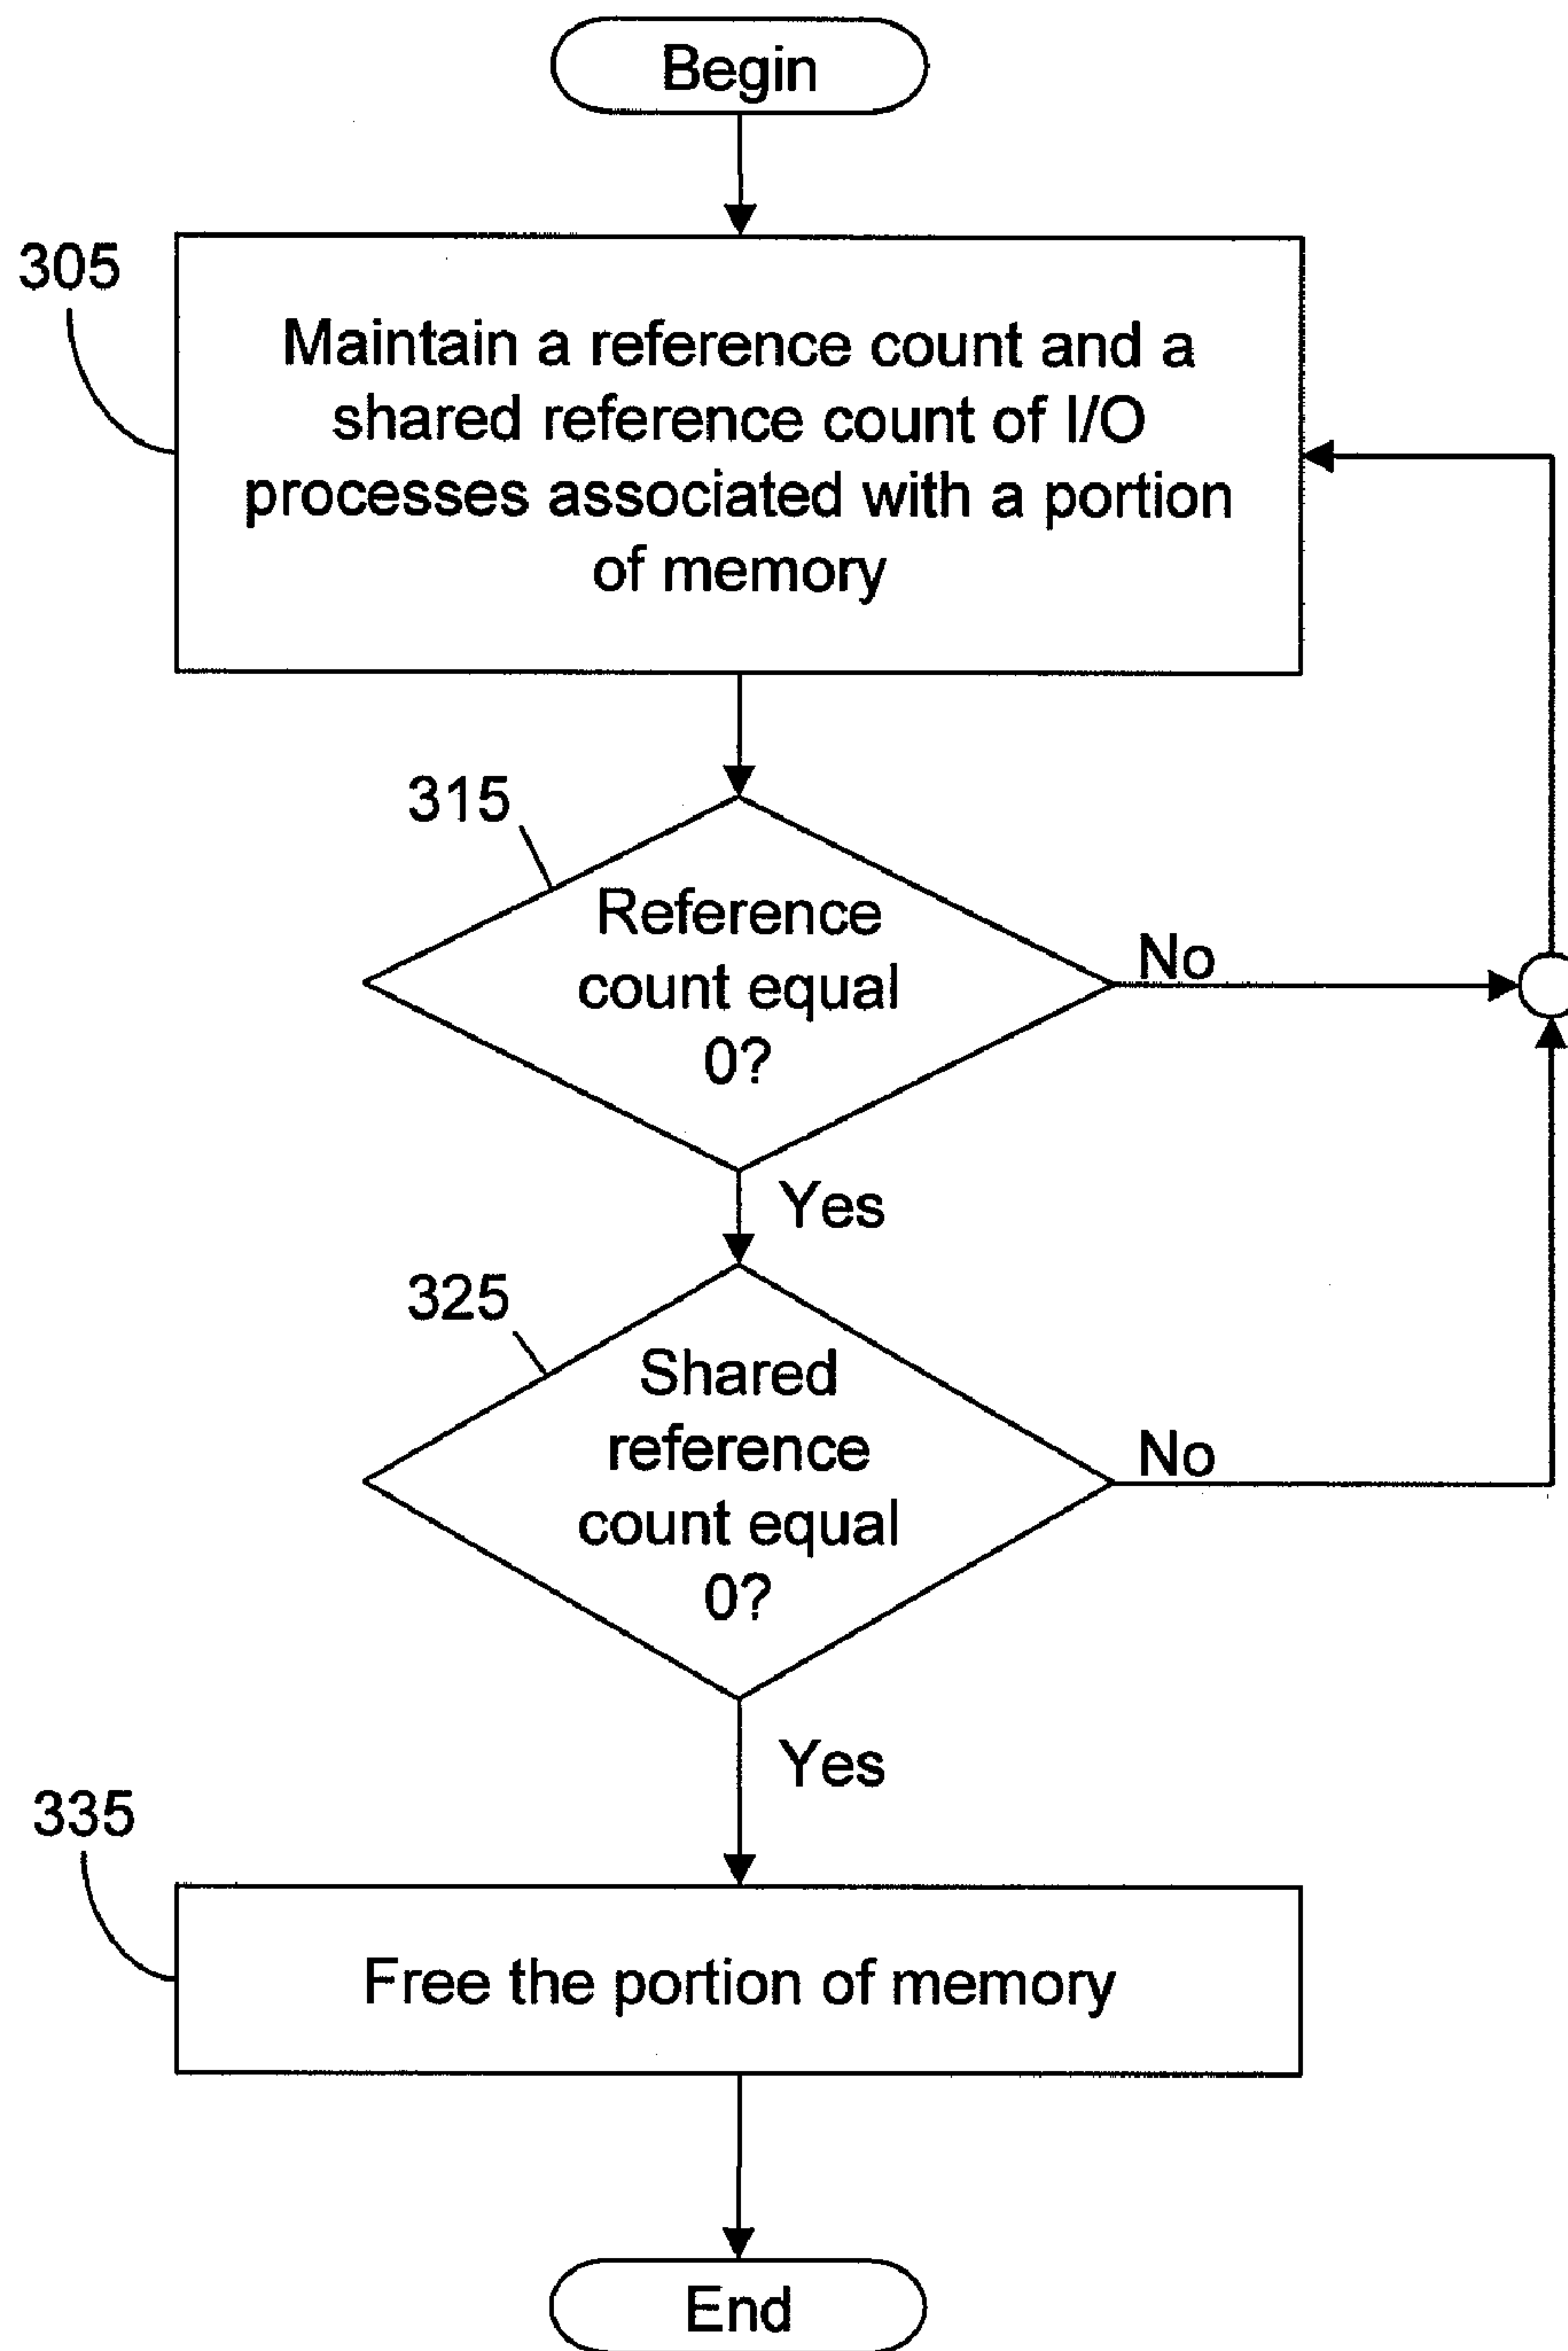 Begin
305
Maintain a reference count and a
shared reference count of I/O
processes associated with a portion
of memory
315
Reference
count equal
0?
No
Yes
325
Shared
reference
count equal
0?
No
Yes
335
Free the portion of memory
End